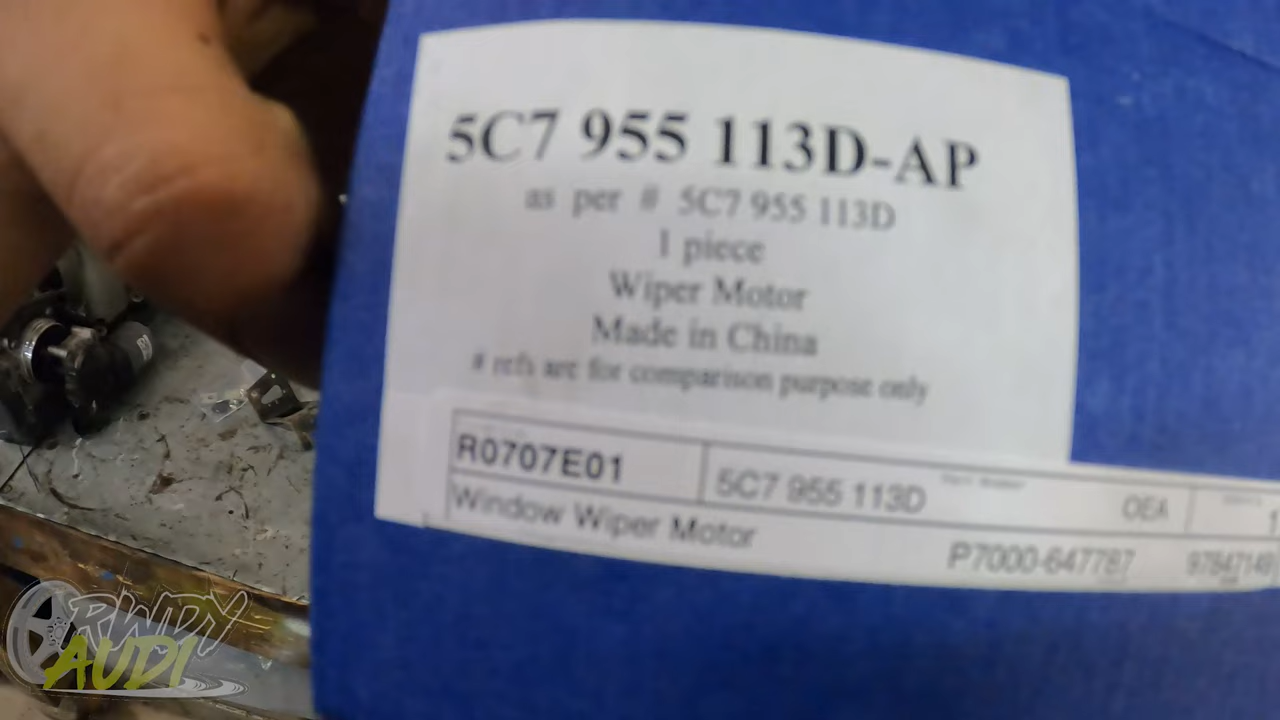 5C7 955 113D-AP
as per # 5C7 955 113D
1 piece
Wiper Motor
Made in China
# refs are for comparison purpose only
R0707E01 5C7 955 113D OEA 1
Window Wiper Motor P7000-647787
RWDY
AUDI